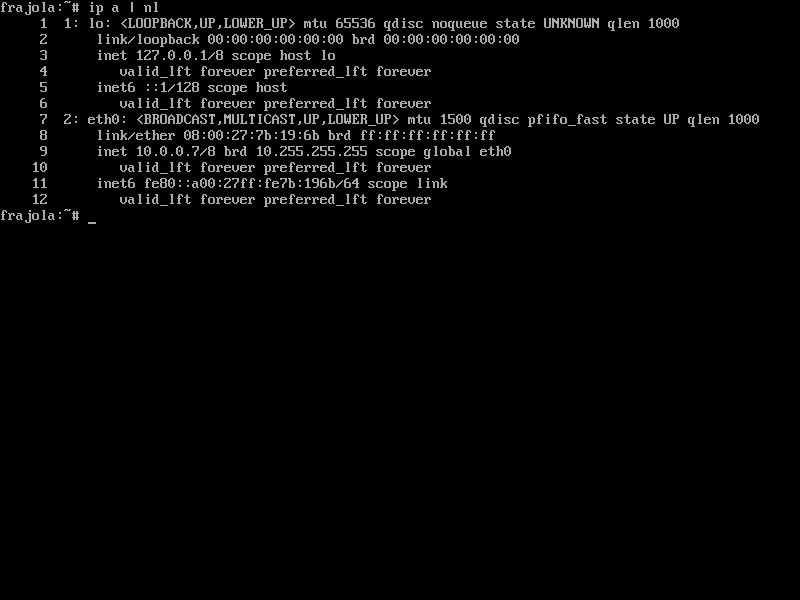 frajola:~# ip a | nl
     1  1: lo: <LOOPBACK,UP,LOWER_UP> mtu 65536 qdisc noqueue state UNKNOWN qlen 1000
     2      link/loopback 00:00:00:00:00:00 brd 00:00:00:00:00:00
     3      inet 127.0.0.1/8 scope host lo
     4         valid_lft forever preferred_lft forever
     5      inet6 ::1/128 scope host
     6         valid_lft forever preferred_lft forever
     7  2: eth0: <BROADCAST,MULTICAST,UP,LOWER_UP> mtu 1500 qdisc pfifo_fast state UP qlen 1000
     8      link/ether 08:00:27:7b:19:6b brd ff:ff:ff:ff:ff:ff
     9      inet 10.0.0.7/8 brd 10.255.255.255 scope global eth0
    10         valid_lft forever preferred_lft forever
    11      inet6 fe80::a00:27ff:fe7b:196b/64 scope link
    12         valid_lft forever preferred_lft forever
frajola:~# _